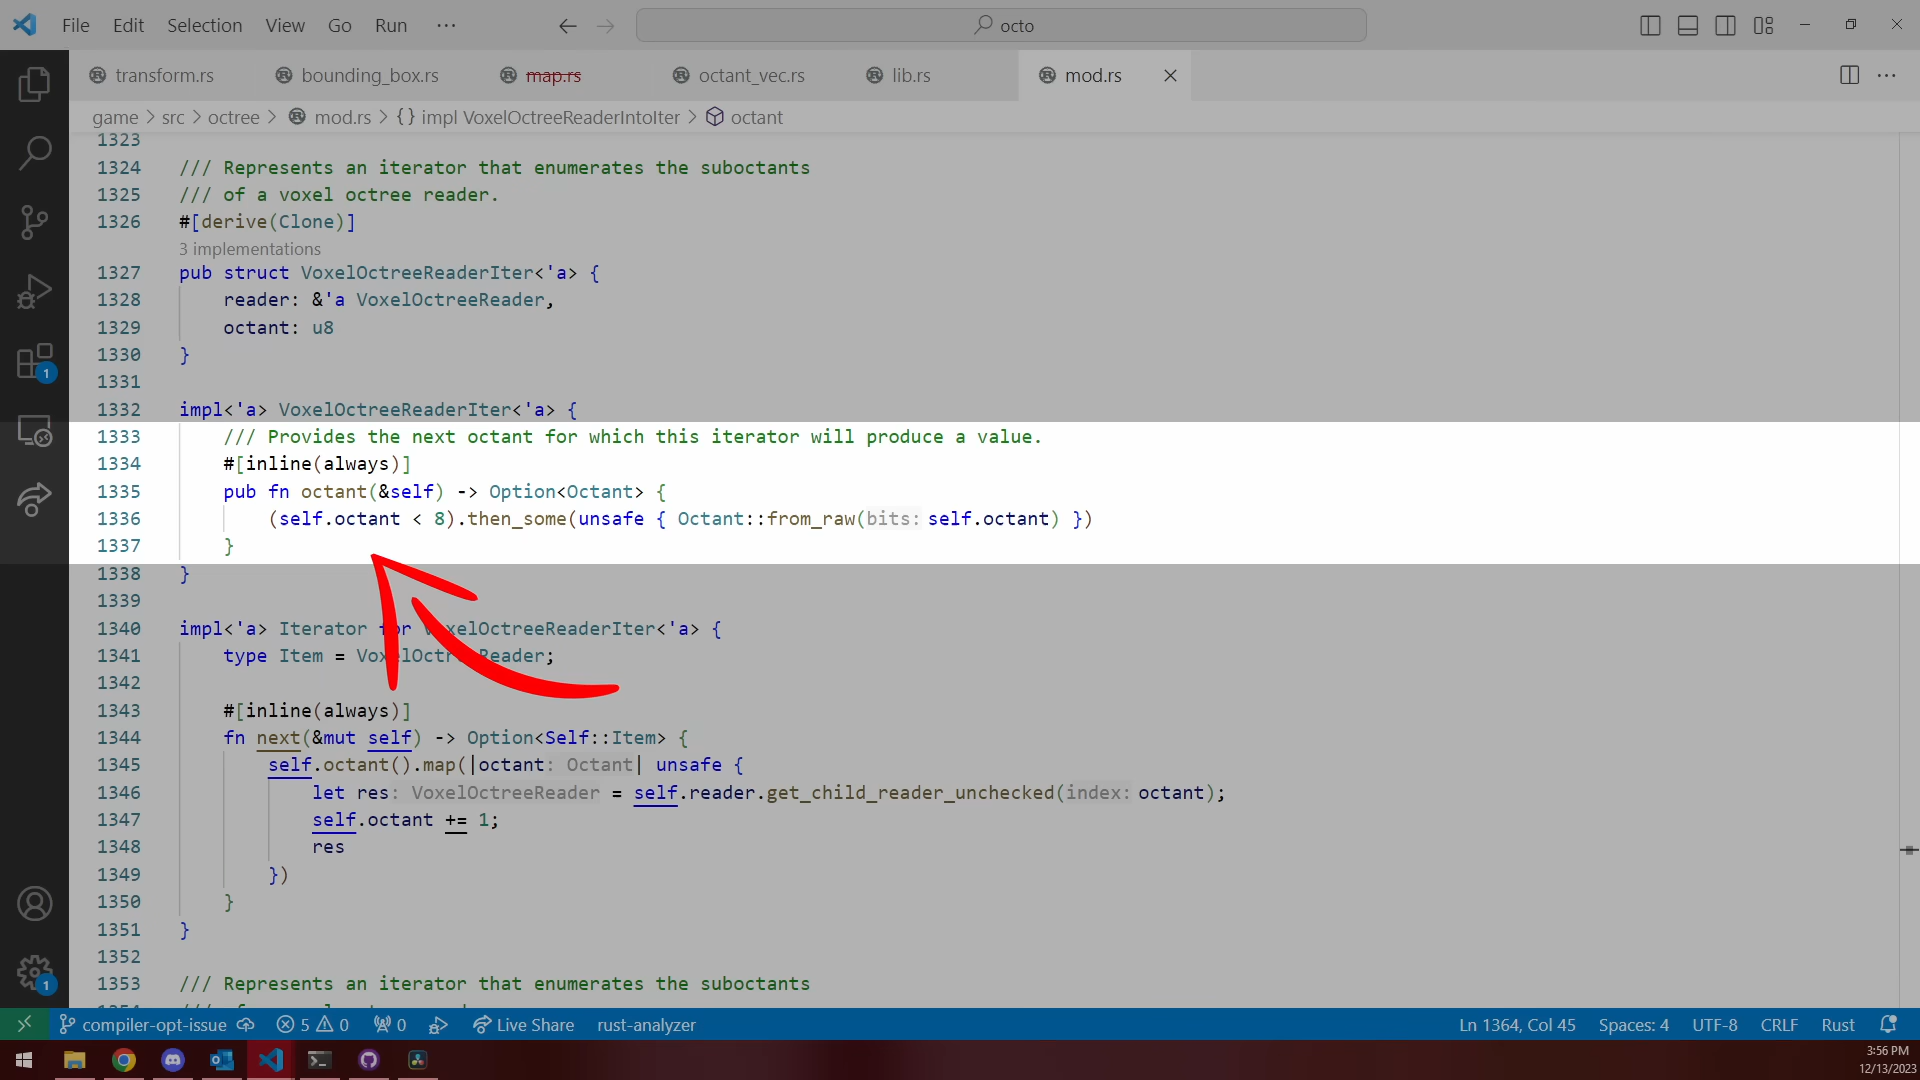 File Edit Selection View Go Run ··· octo
transform.rs bounding_box.rs map.rs octant_vec.rs lib.rs mod.rs
game > src > octree > mod.rs > {} impl VoxelOctreeReaderIntoIter > octant
1323
1324 /// Represents an iterator that enumerates the suboctants
1325 /// of a voxel octree reader.
1326 #[derive(Clone)]
3 implementations
1327 pub struct VoxelOctreeReaderIter<'a> {
1328 reader: &'a VoxelOctreeReader,
1329 octant: u8
1330 }
1331
1332 impl<'a> VoxelOctreeReaderIter<'a> {
1333 /// Provides the next octant for which this iterator will produce a value.
1334 #[inline(always)]
1335 pub fn octant(&self) -> Option<Octant> {
1336 (self.octant < 8).then_some(unsafe { Octant::from_raw(bits: self.octant) })
1337 }
1338 }
1339
1340 impl<'a> Iterator for VoxelOctreeReaderIter<'a> {
1341 type Item = VoxelOctreeReader;
1342
1343 #[inline(always)]
1344 fn next(&mut self) -> Option<Self::Item> {
1345 self.octant().map(|octant: Octant| unsafe {
1346 let res: VoxelOctreeReader = self.reader.get_child_reader_unchecked(index: octant);
1347 self.octant += 1;
1348 res
1349 })
1350 }
1351 }
1352
1353 /// Represents an iterator that enumerates the suboctants
1
1
compiler-opt-issue 5 0 0 Live Share rust-analyzer Ln 1364, Col 45 Spaces: 4 UTF-8 CRLF Rust
3:56 PM
12/13/2023